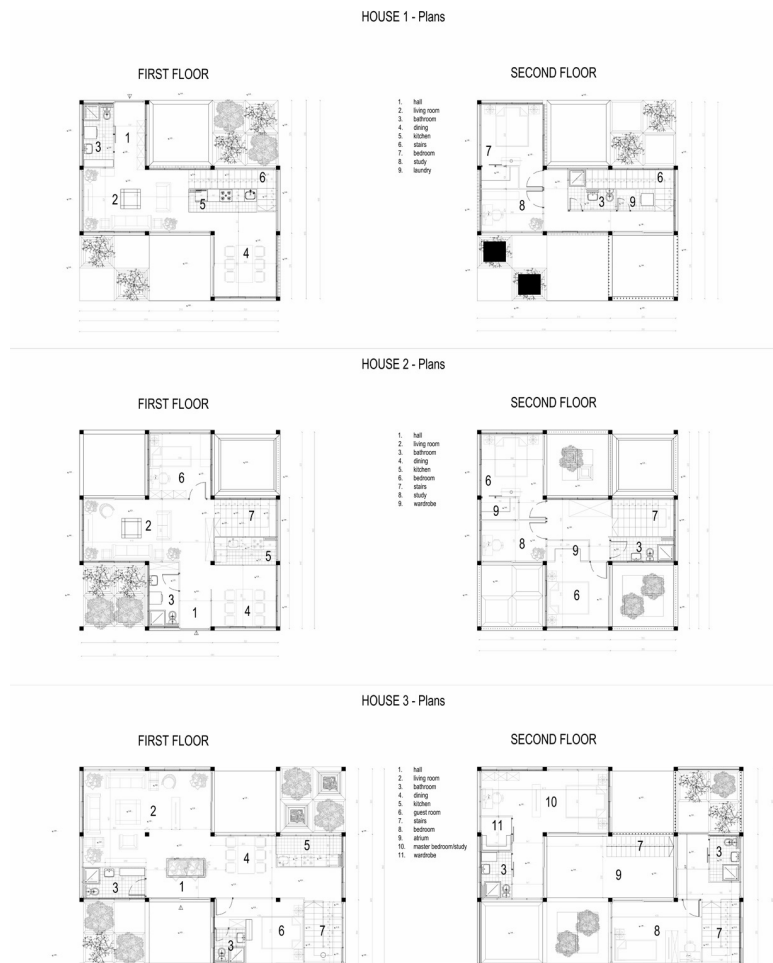 HOUSE 1 - Plans
FIRST FLOOR
SECOND FLOOR
1. hall
2. living room
3. bathroom
4. dining
5. kitchen
6. stairs
7. bedroom
8. study
9. laundry
1
3
6
2
5
4
7
6
3
9
8
HOUSE 2 - Plans
FIRST FLOOR
SECOND FLOOR
1. hall
2. living room
3. bathroom
4. dining
5. kitchen
6. bedroom
7. stairs
8. study
9. wardrobe
6
2
7
5
3
1
4
6
9
7
8
9
3
6
HOUSE 3 - Plans
FIRST FLOOR
SECOND FLOOR
1. hall
2. living room
3. bathroom
4. dining
5. kitchen
6. guest room
7. stairs
8. bedroom
9. atrium
10. master bedroom/study
11. wardrobe
2
4
5
3
1
6
7
3
10
11
7
3
3
9
8
7